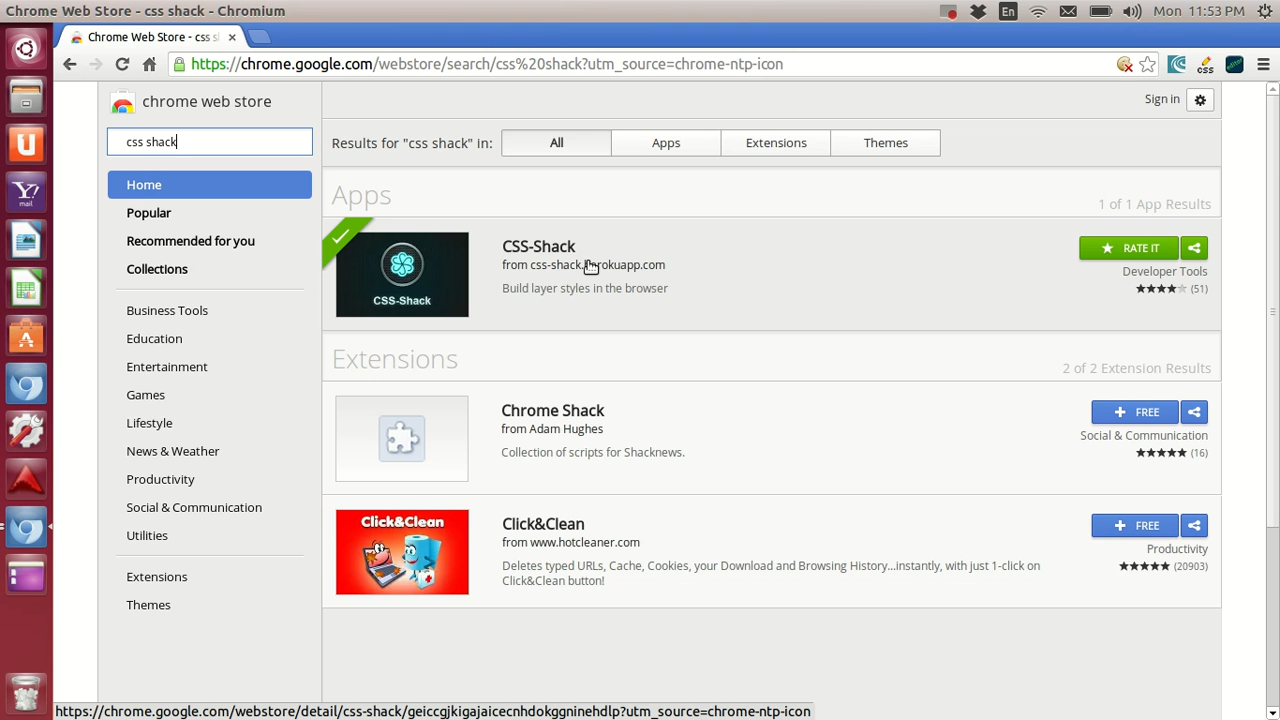 Chrome Web Store - css shack - Chromium
En
Mon 11:53 PM
Chrome Web Store - css s
https://chrome.google.com/webstore/search/css%20shack?utm_source=chrome-ntp-icon
css
chrome web store
Sign in
css shack
Results for "css shack" in:
All
Apps
Extensions
Themes
Home
Popular
Recommended for you
Collections
Business Tools
Education
Entertainment
Games
Lifestyle
News & Weather
Productivity
Social & Communication
Utilities
Extensions
Themes
Apps
1 of 1 App Results
CSS-Shack
CSS-Shack
from css-shack.herokuapp.com
Build layer styles in the browser
RATE IT
Developer Tools
(51)
Extensions
2 of 2 Extension Results
Chrome Shack
from Adam Hughes
Collection of scripts for Shacknews.
FREE
Social & Communication
(16)
Click&Clean
Click&Clean
from www.hotcleaner.com
Deletes typed URLs, Cache, Cookies, your Download and Browsing History...instantly, with just 1-click on
Click&Clean button!
FREE
Productivity
(20903)
Y!
mail
U
https://chrome.google.com/webstore/detail/css-shack/geiccgjkigajaicecnhdokggninehdlp?utm_source=chrome-ntp-icon